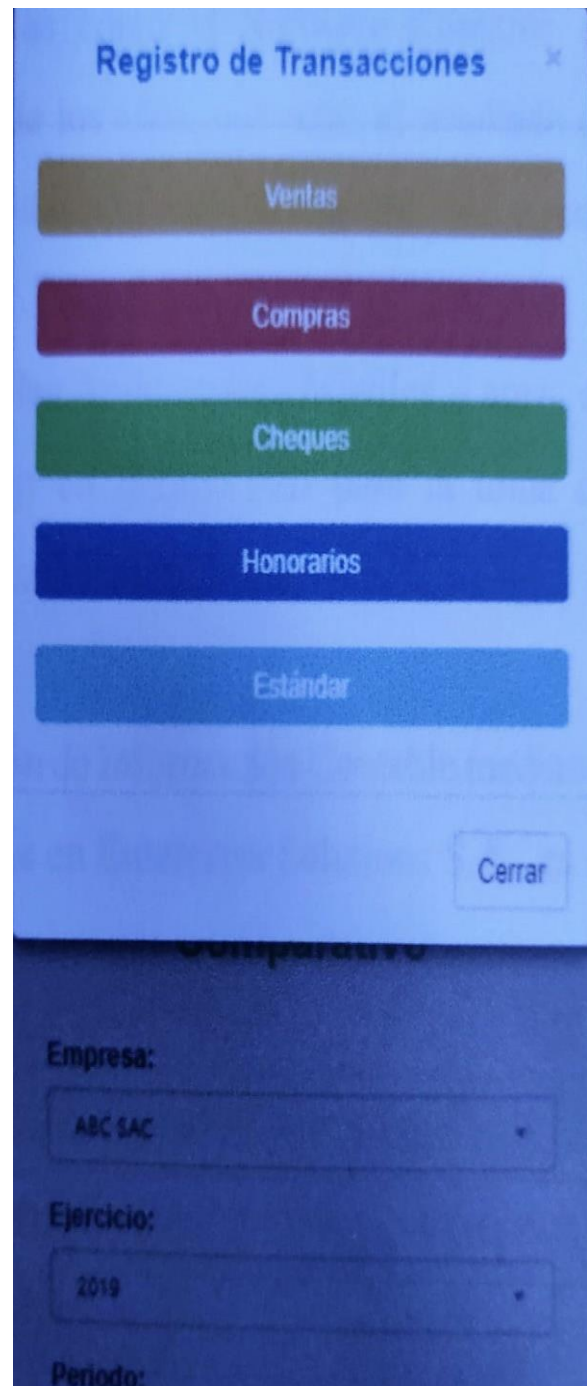 Registro de Transacciones ×
Ventas
Compras
Cheques
Honorarios
Estándar
Cerrar
Comparativo
Empresa:
ABC SAC
Ejercicio:
2019
Periodo: